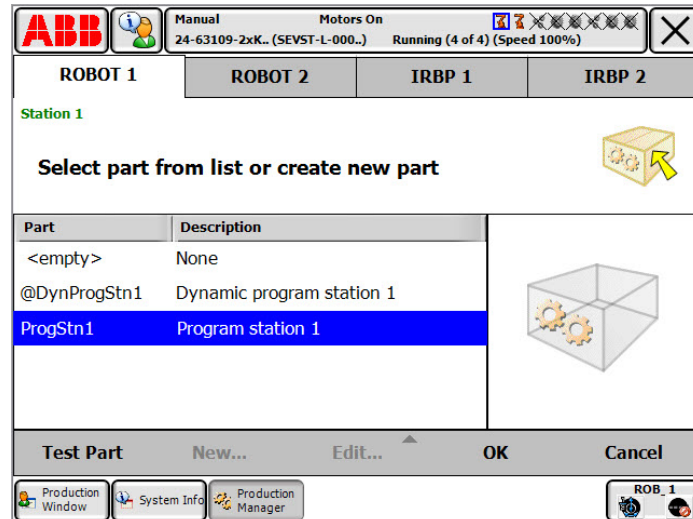 ABB
Manual Motors On
24-63109-2xK.. (SEVST-L-000..) Running (4 of 4) (Speed 100%)
ROBOT 1 ROBOT 2 IRBP 1 IRBP 2
Station 1
Select part from list or create new part
Part Description
<empty> None
@DynProgStn1 Dynamic program station 1
ProgStn1 Program station 1
Test Part New... Edit... OK Cancel
Production Window
System Info
Production Manager
ROB_1